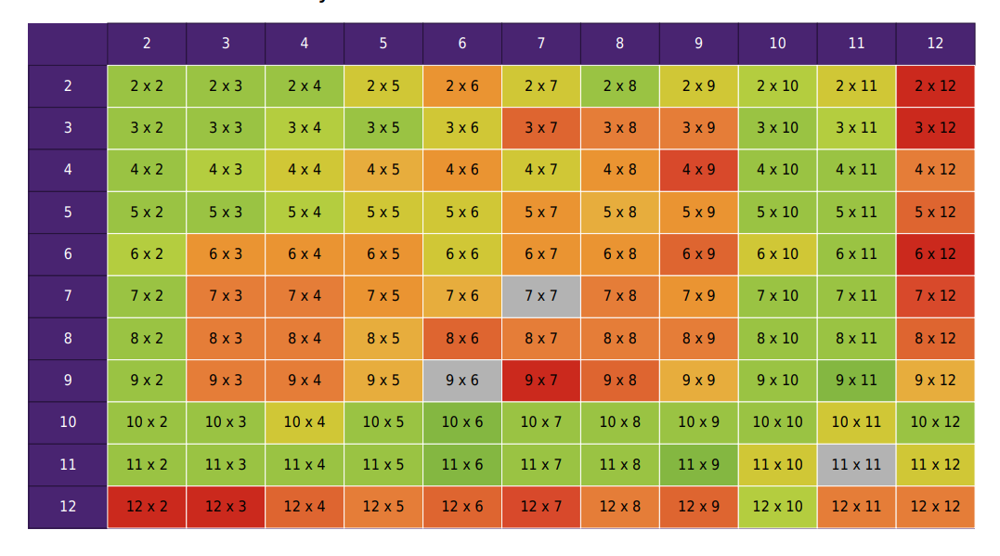 2 3 4 5 6 7 8 9 10 11 12
2 2 x 2 2 x 3 2 x 4 2 x 5 2 x 6 2 x 7 2 x 8 2 x 9 2 x 10 2 x 11 2 x 12
3 3 x 2 3 x 3 3 x 4 3 x 5 3 x 6 3 x 7 3 x 8 3 x 9 3 x 10 3 x 11 3 x 12
4 4 x 2 4 x 3 4 x 4 4 x 5 4 x 6 4 x 7 4 x 8 4 x 9 4 x 10 4 x 11 4 x 12
5 5 x 2 5 x 3 5 x 4 5 x 5 5 x 6 5 x 7 5 x 8 5 x 9 5 x 10 5 x 11 5 x 12
6 6 x 2 6 x 3 6 x 4 6 x 5 6 x 6 6 x 7 6 x 8 6 x 9 6 x 10 6 x 11 6 x 12
7 7 x 2 7 x 3 7 x 4 7 x 5 7 x 6 7 x 7 7 x 8 7 x 9 7 x 10 7 x 11 7 x 12
8 8 x 2 8 x 3 8 x 4 8 x 5 8 x 6 8 x 7 8 x 8 8 x 9 8 x 10 8 x 11 8 x 12
9 9 x 2 9 x 3 9 x 4 9 x 5 9 x 6 9 x 7 9 x 8 9 x 9 9 x 10 9 x 11 9 x 12
10 10 x 2 10 x 3 10 x 4 10 x 5 10 x 6 10 x 7 10 x 8 10 x 9 10 x 10 10 x 11 10 x 12
11 11 x 2 11 x 3 11 x 4 11 x 5 11 x 6 11 x 7 11 x 8 11 x 9 11 x 10 11 x 11 11 x 12
12 12 x 2 12 x 3 12 x 4 12 x 5 12 x 6 12 x 7 12 x 8 12 x 9 12 x 10 12 x 11 12 x 12